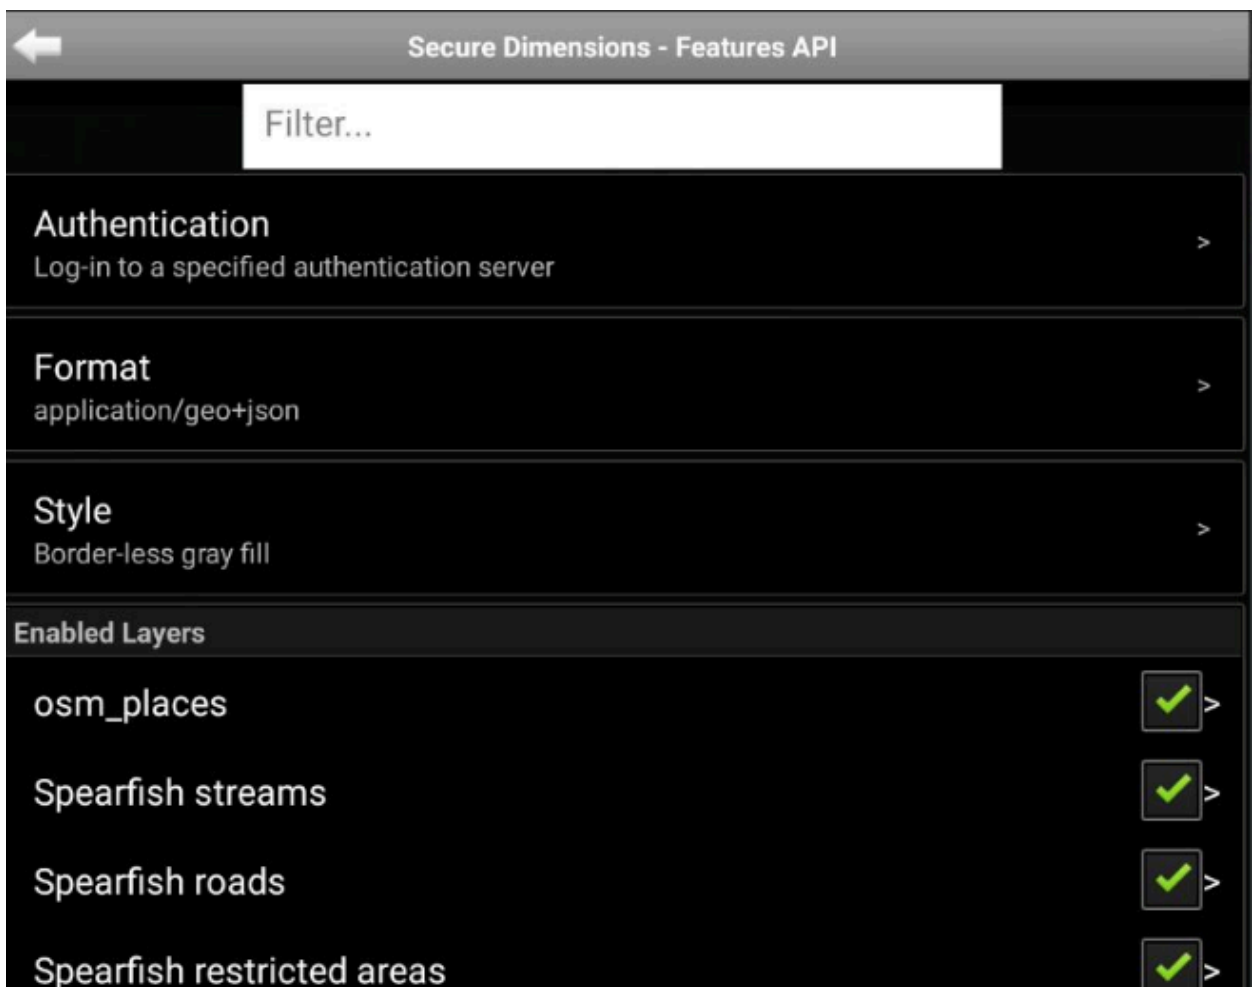 Secure Dimensions - Features API
Filter...
Authentication
Log-in to a specified authentication server
>
Format
application/geo+json
>
Style
Border-less gray fill
>
Enabled Layers
osm_places >
Spearfish streams >
Spearfish roads >
Spearfish restricted areas >